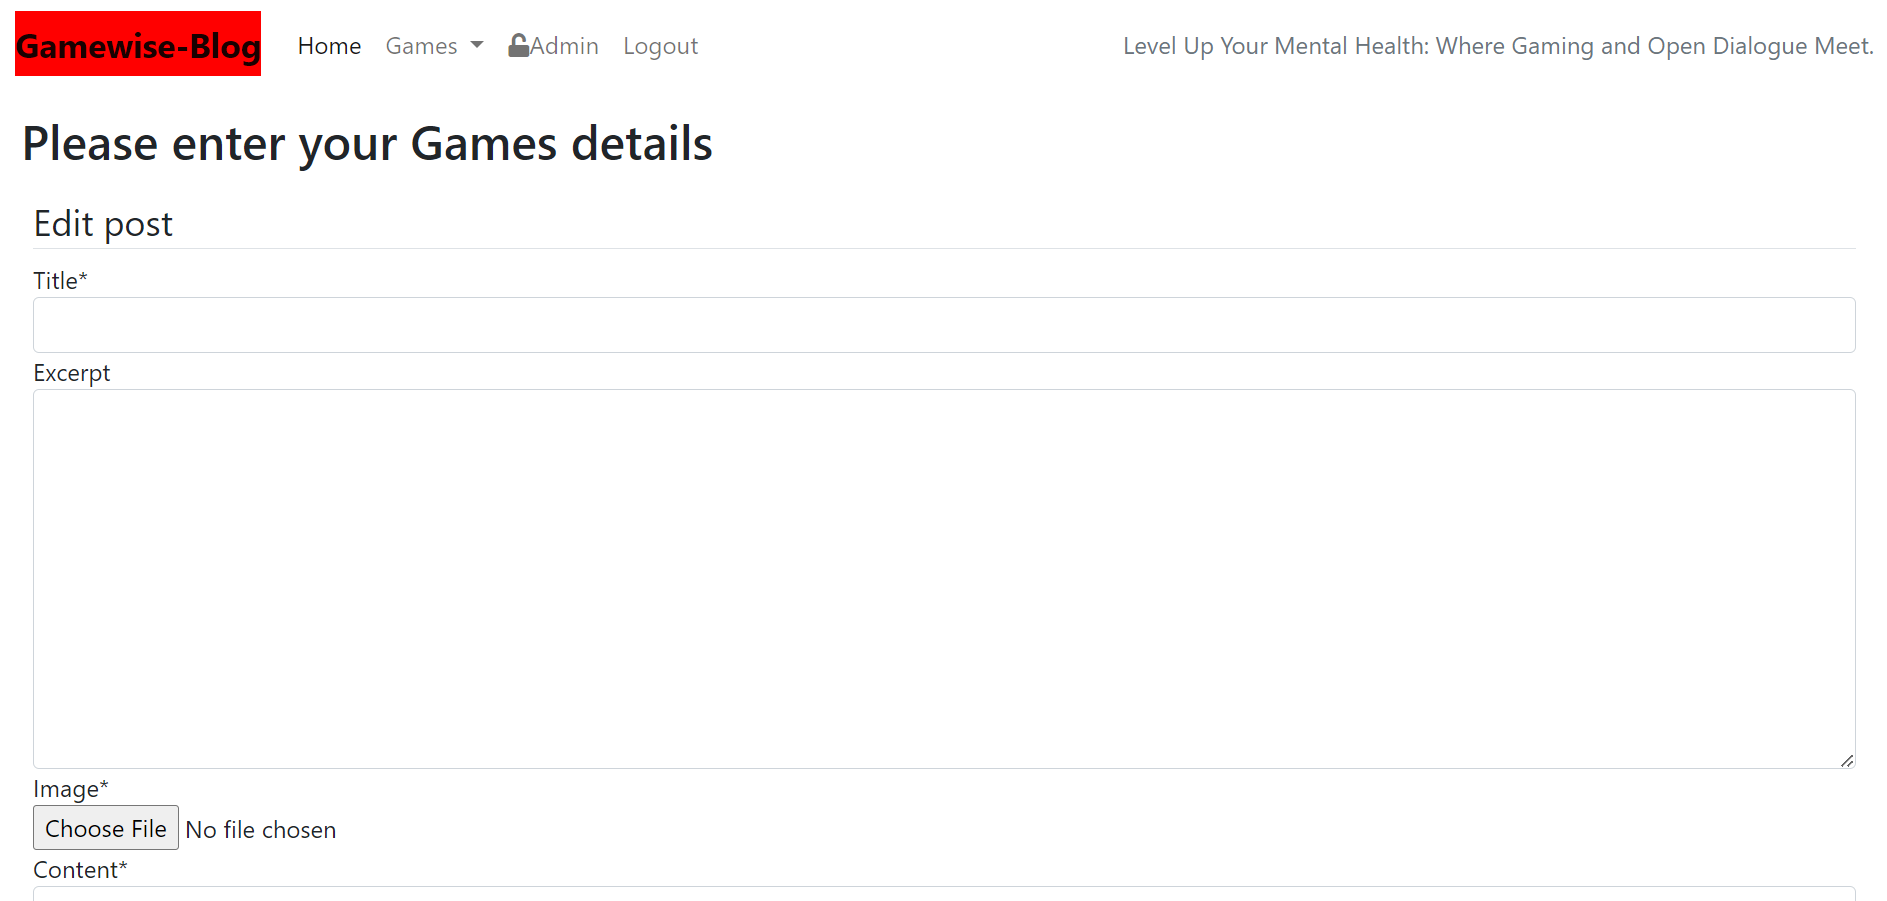 Gamewise-Blog Home Games Admin Logout Level Up Your Mental Health: Where Gaming and Open Dialogue Meet.
Please enter your Games details
Edit post
Title*
Excerpt
Image*
Choose File No file chosen
Content*